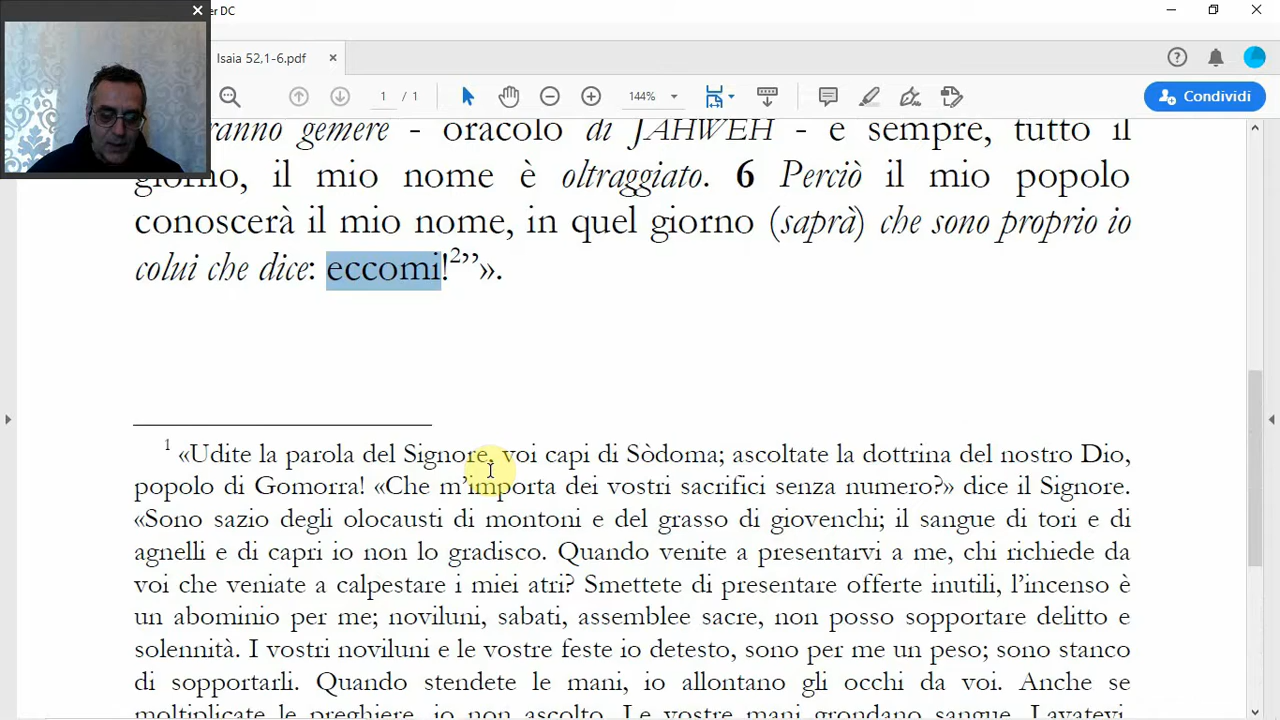 er DC
Isaia 52,1-6.pdf
1 / 1
144%
Condividi
gemere - oracolo di JAHWEH - e sempre, tutto il
giorno, il mio nome è oltraggiato. 6 Perciò il mio popolo
conoscerà il mio nome, in quel giorno (saprà) che sono proprio io
colui che dice: eccomi!2”».
1 «Udite la parola del Signore, voi capi di Sòdoma; ascoltate la dottrina del nostro Dio,
popolo di Gomorra! «Che m’importa dei vostri sacrifici senza numero?» dice il Signore.
«Sono sazio degli olocausti di montoni e del grasso di giovenchi; il sangue di tori e di
agnelli e di capri io non lo gradisco. Quando venite a presentarvi a me, chi richiede da
voi che veniate a calpestare i miei atri? Smettete di presentare offerte inutili, l’incenso è
un abominio per me; noviluni, sabati, assemblee sacre, non posso sopportare delitto e
solennità. I vostri noviluni e le vostre feste io detesto, sono per me un peso; sono stanco
di sopportarli. Quando stendete le mani, io allontano gli occhi da voi. Anche se
moltiplicate le preghiere, io non ascolto. Le vostre mani grondano sangue. Lavatevi,